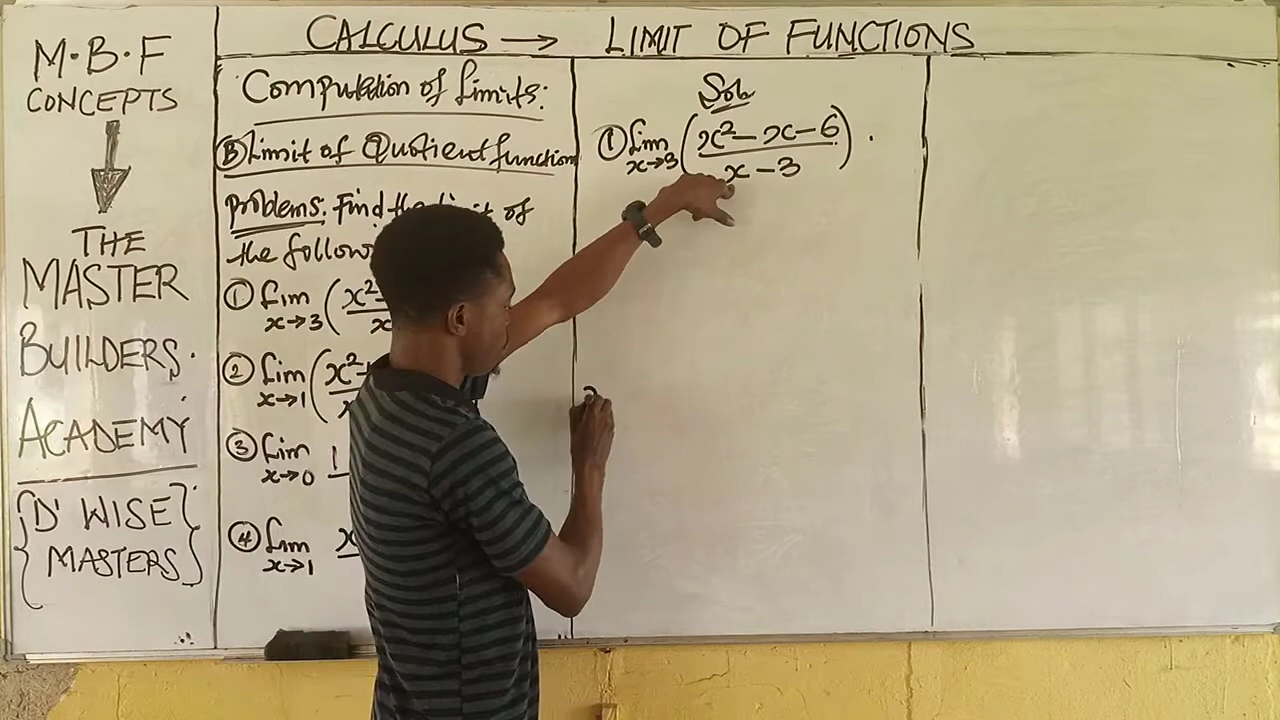 CALCULUS → LIMIT OF FUNCTIONS
M.B.F
CONCEPTS
THE
MASTER
BUILDERS.
ACADEMY
{D' WISE}
{MASTERS}
Computation of Limits:
(B) Limit of Quotient function
Problems: Find the Limit of
the follow
① Lim x→3 (x²-
x
② Lim x→1 (x²-
③ Lim x→0 1
④ Lim x→1 x
Soln
① Lim x→3 (x² - x - 6 / x - 3).